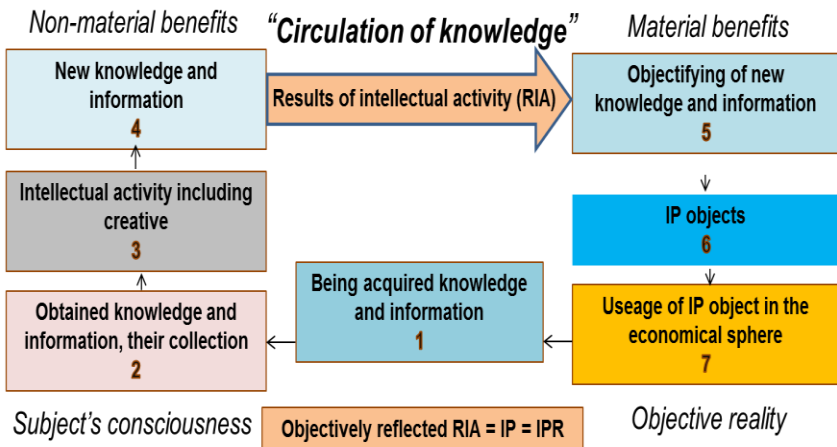 Non-material benefits
“Circulation of knowledge”
Material benefits
New knowledge and
information
4
Results of intellectual activity (RIA)
Objectifying of new
knowledge and information
5
Intellectual activity including
creative
3
IP objects
6
Being acquired knowledge
and information
1
Obtained knowledge and
information, their collection
2
Useage of IP object in the
economical sphere
7
Subject’s consciousness
Objectively reflected RIA = IP = IPR
Objective reality